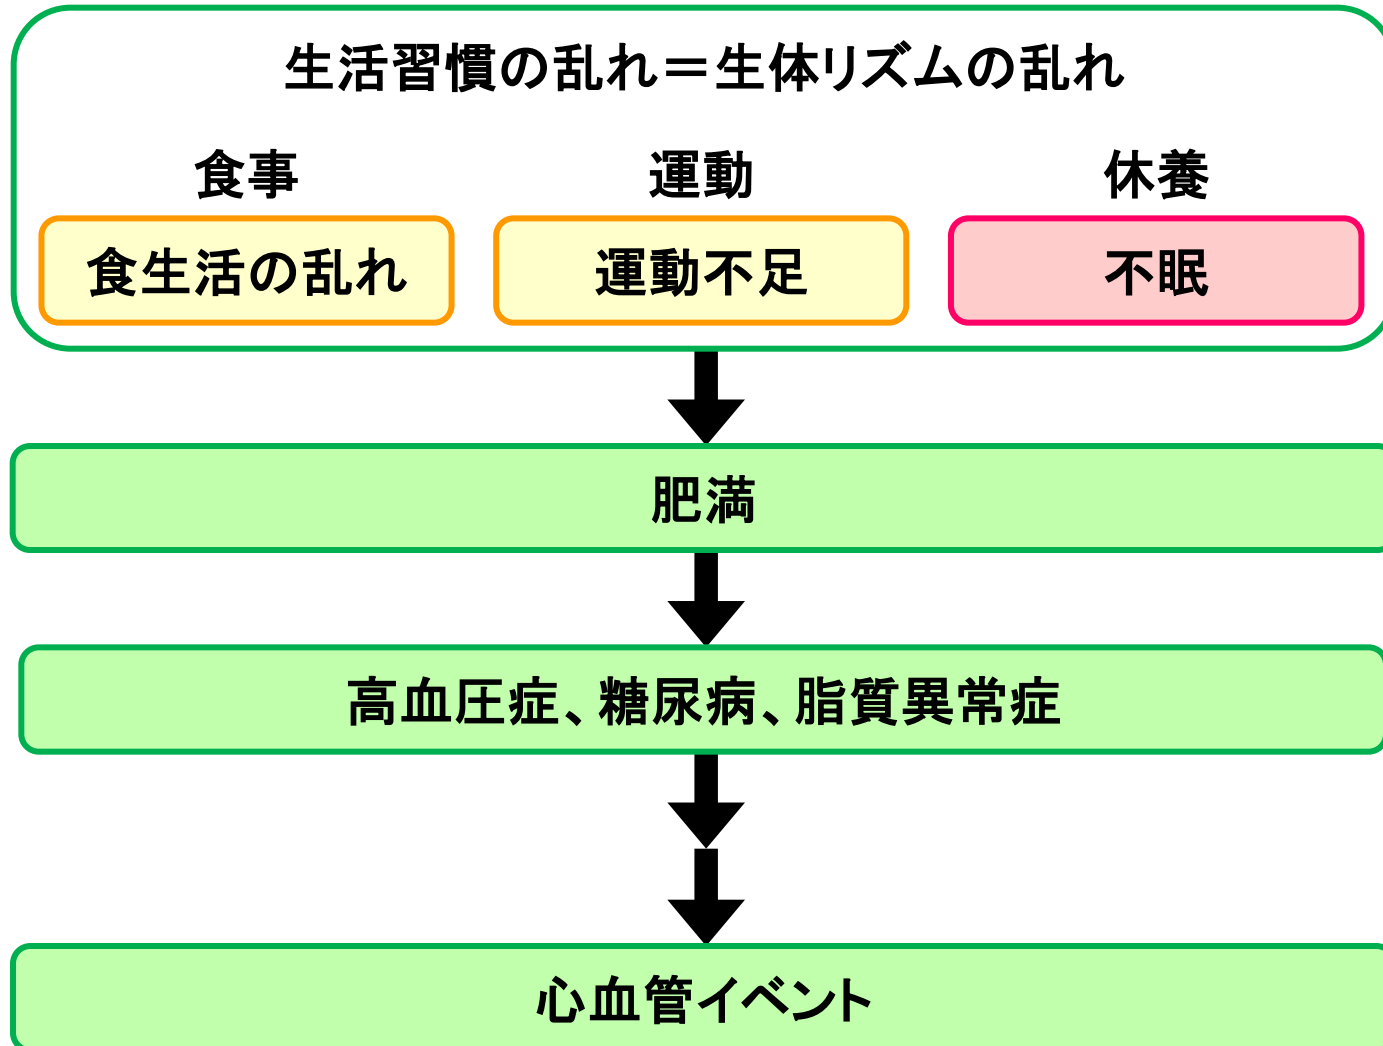 生活習慣の乱れ＝生体リズムの乱れ
食事 運動 休養
食生活の乱れ 運動不足 不眠
肥満
高血圧症、糖尿病、脂質異常症
心血管イベント